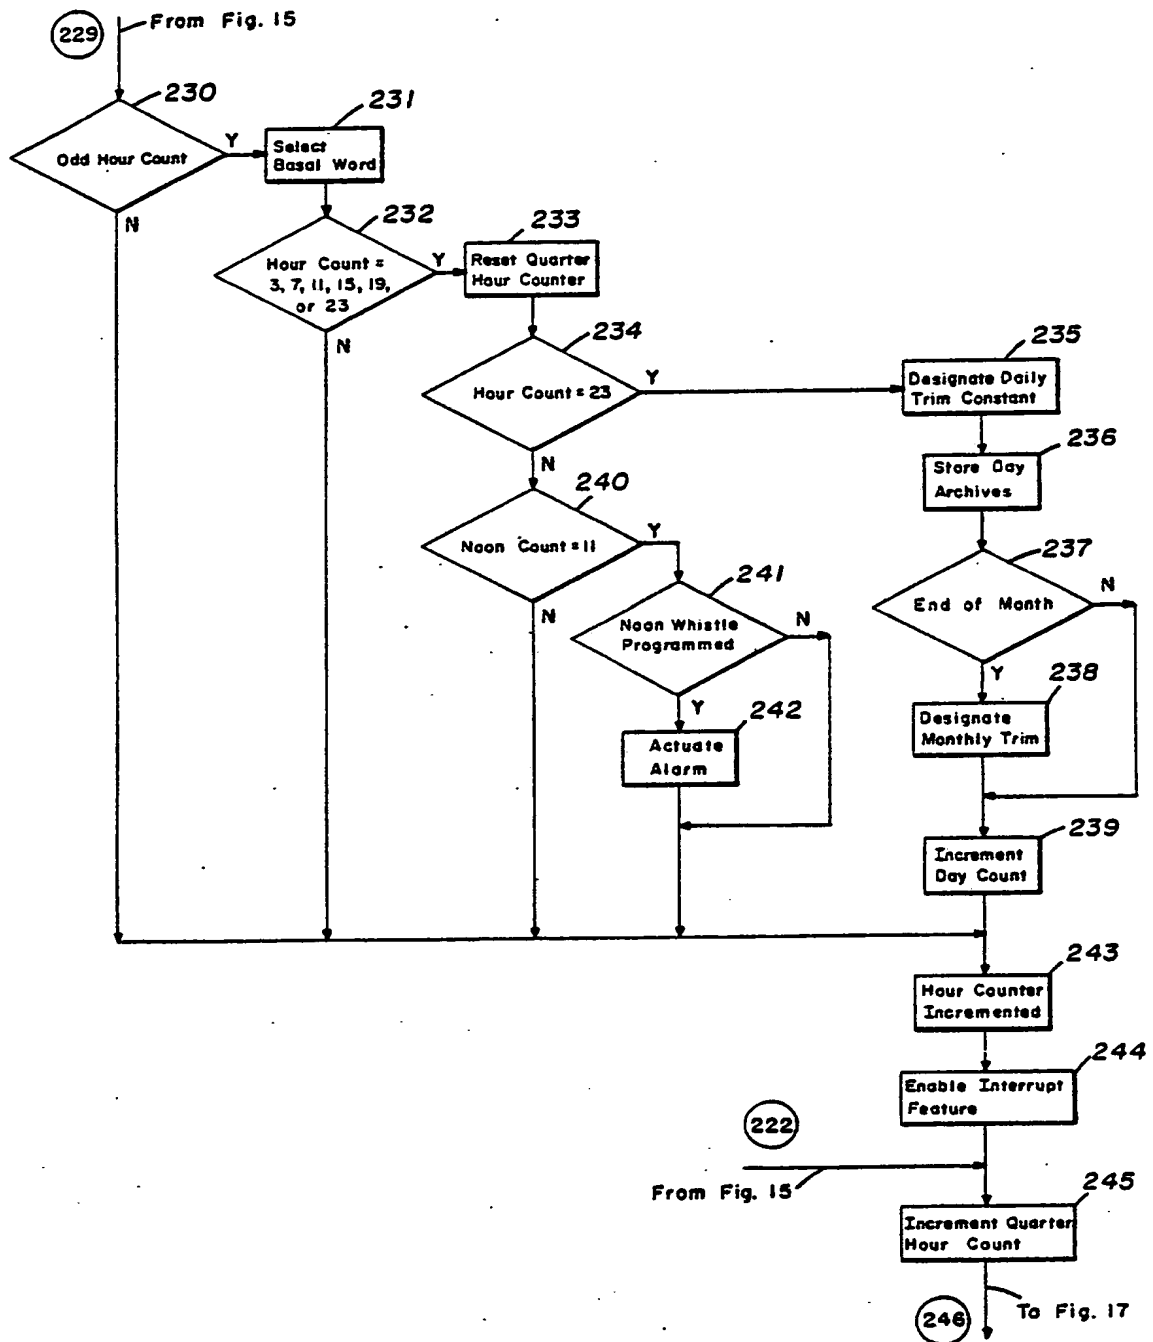 229
From Fig. 15
230
Odd Hour Count
Y
N
231
Select
Basal Word
232
Hour Count =
3, 7, 11, 15, 19,
or 23
Y
N
233
Reset Quarter
Hour Counter
234
Hour Count = 23
Y
N
235
Designate Daily
Trim Constant
236
Store Day
Archives
237
End of Month
N
Y
238
Designate
Monthly Trim
239
Increment
Day Count
240
Noon Count = 11
Y
N
241
Noon Whistle
Programmed
N
Y
242
Actuate
Alarm
243
Hour Counter
Incremented
244
Enable Interrupt
Feature
222
From Fig. 15
245
Increment Quarter
Hour Count
246
To Fig. 17